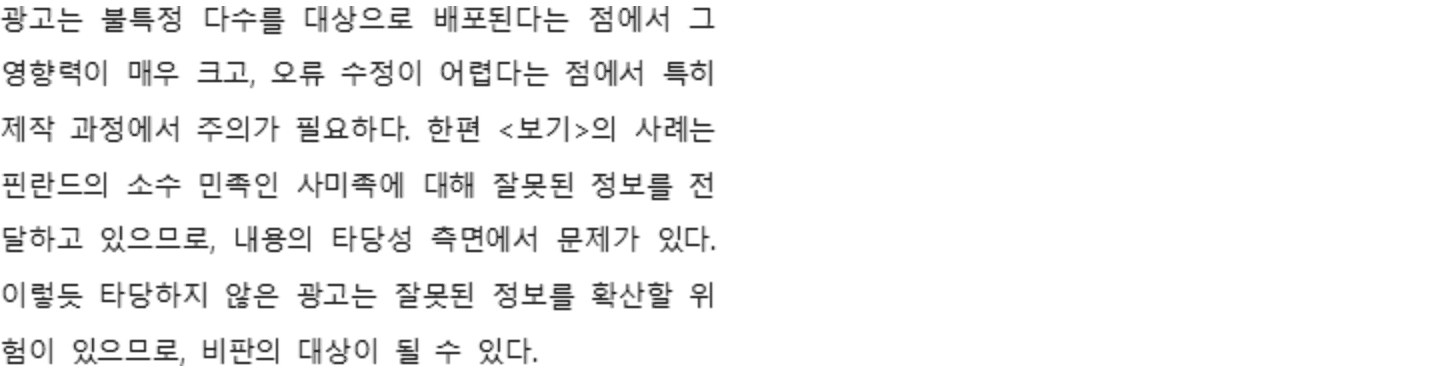 광고는 불특정 다수를 대상으로 배포된다는 점에서 그
영향력이 매우 크고, 오류 수정이 어렵다는 점에서 특히
제작 과정에서 주의가 필요하다. 한편 <보기>의 사례는
핀란드의 소수 민족인 사미족에 대해 잘못된 정보를 전
달하고 있으므로, 내용의 타당성 측면에서 문제가 있다.
이렇듯 타당하지 않은 광고는 잘못된 정보를 확산할 위
험이 있으므로, 비판의 대상이 될 수 있다.